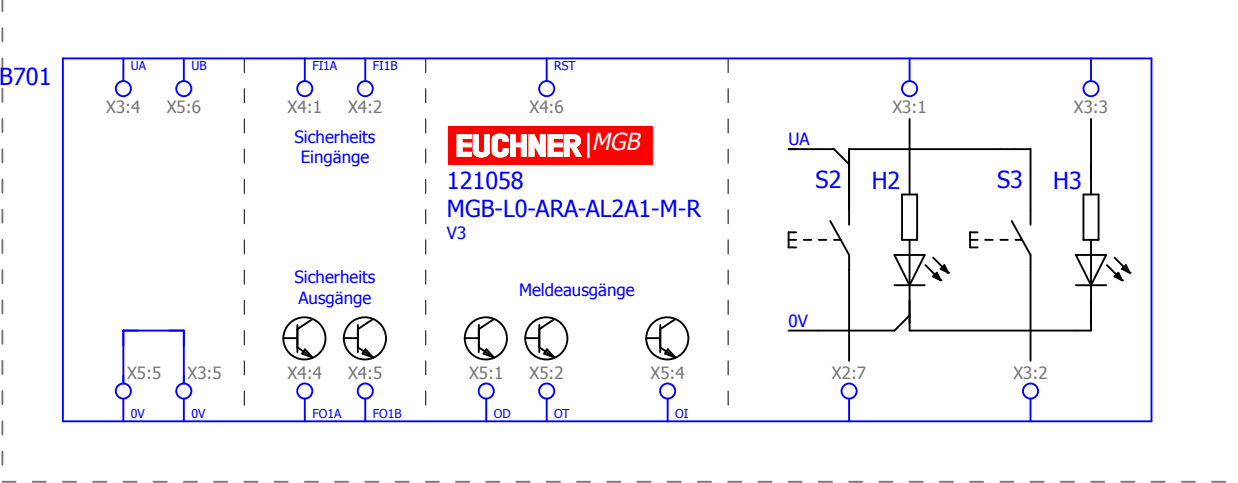 B701
UA UB FI1A FI1B RST
X3:4 X5:6 X4:1 X4:2 X4:6 X3:1 X3:3
Sicherheits
Eingänge
EUCHNER MGB
121058
MGB-L0-ARA-AL2A1-M-R
V3
UA
S2 H2 S3 H3
Sicherheits
Ausgänge
Meldeausgänge
0V
X5:5 X3:5 X4:4 X4:5 X5:1 X5:2 X5:4 X2:7 X3:2
0V 0V FO1A FO1B OD OT OI